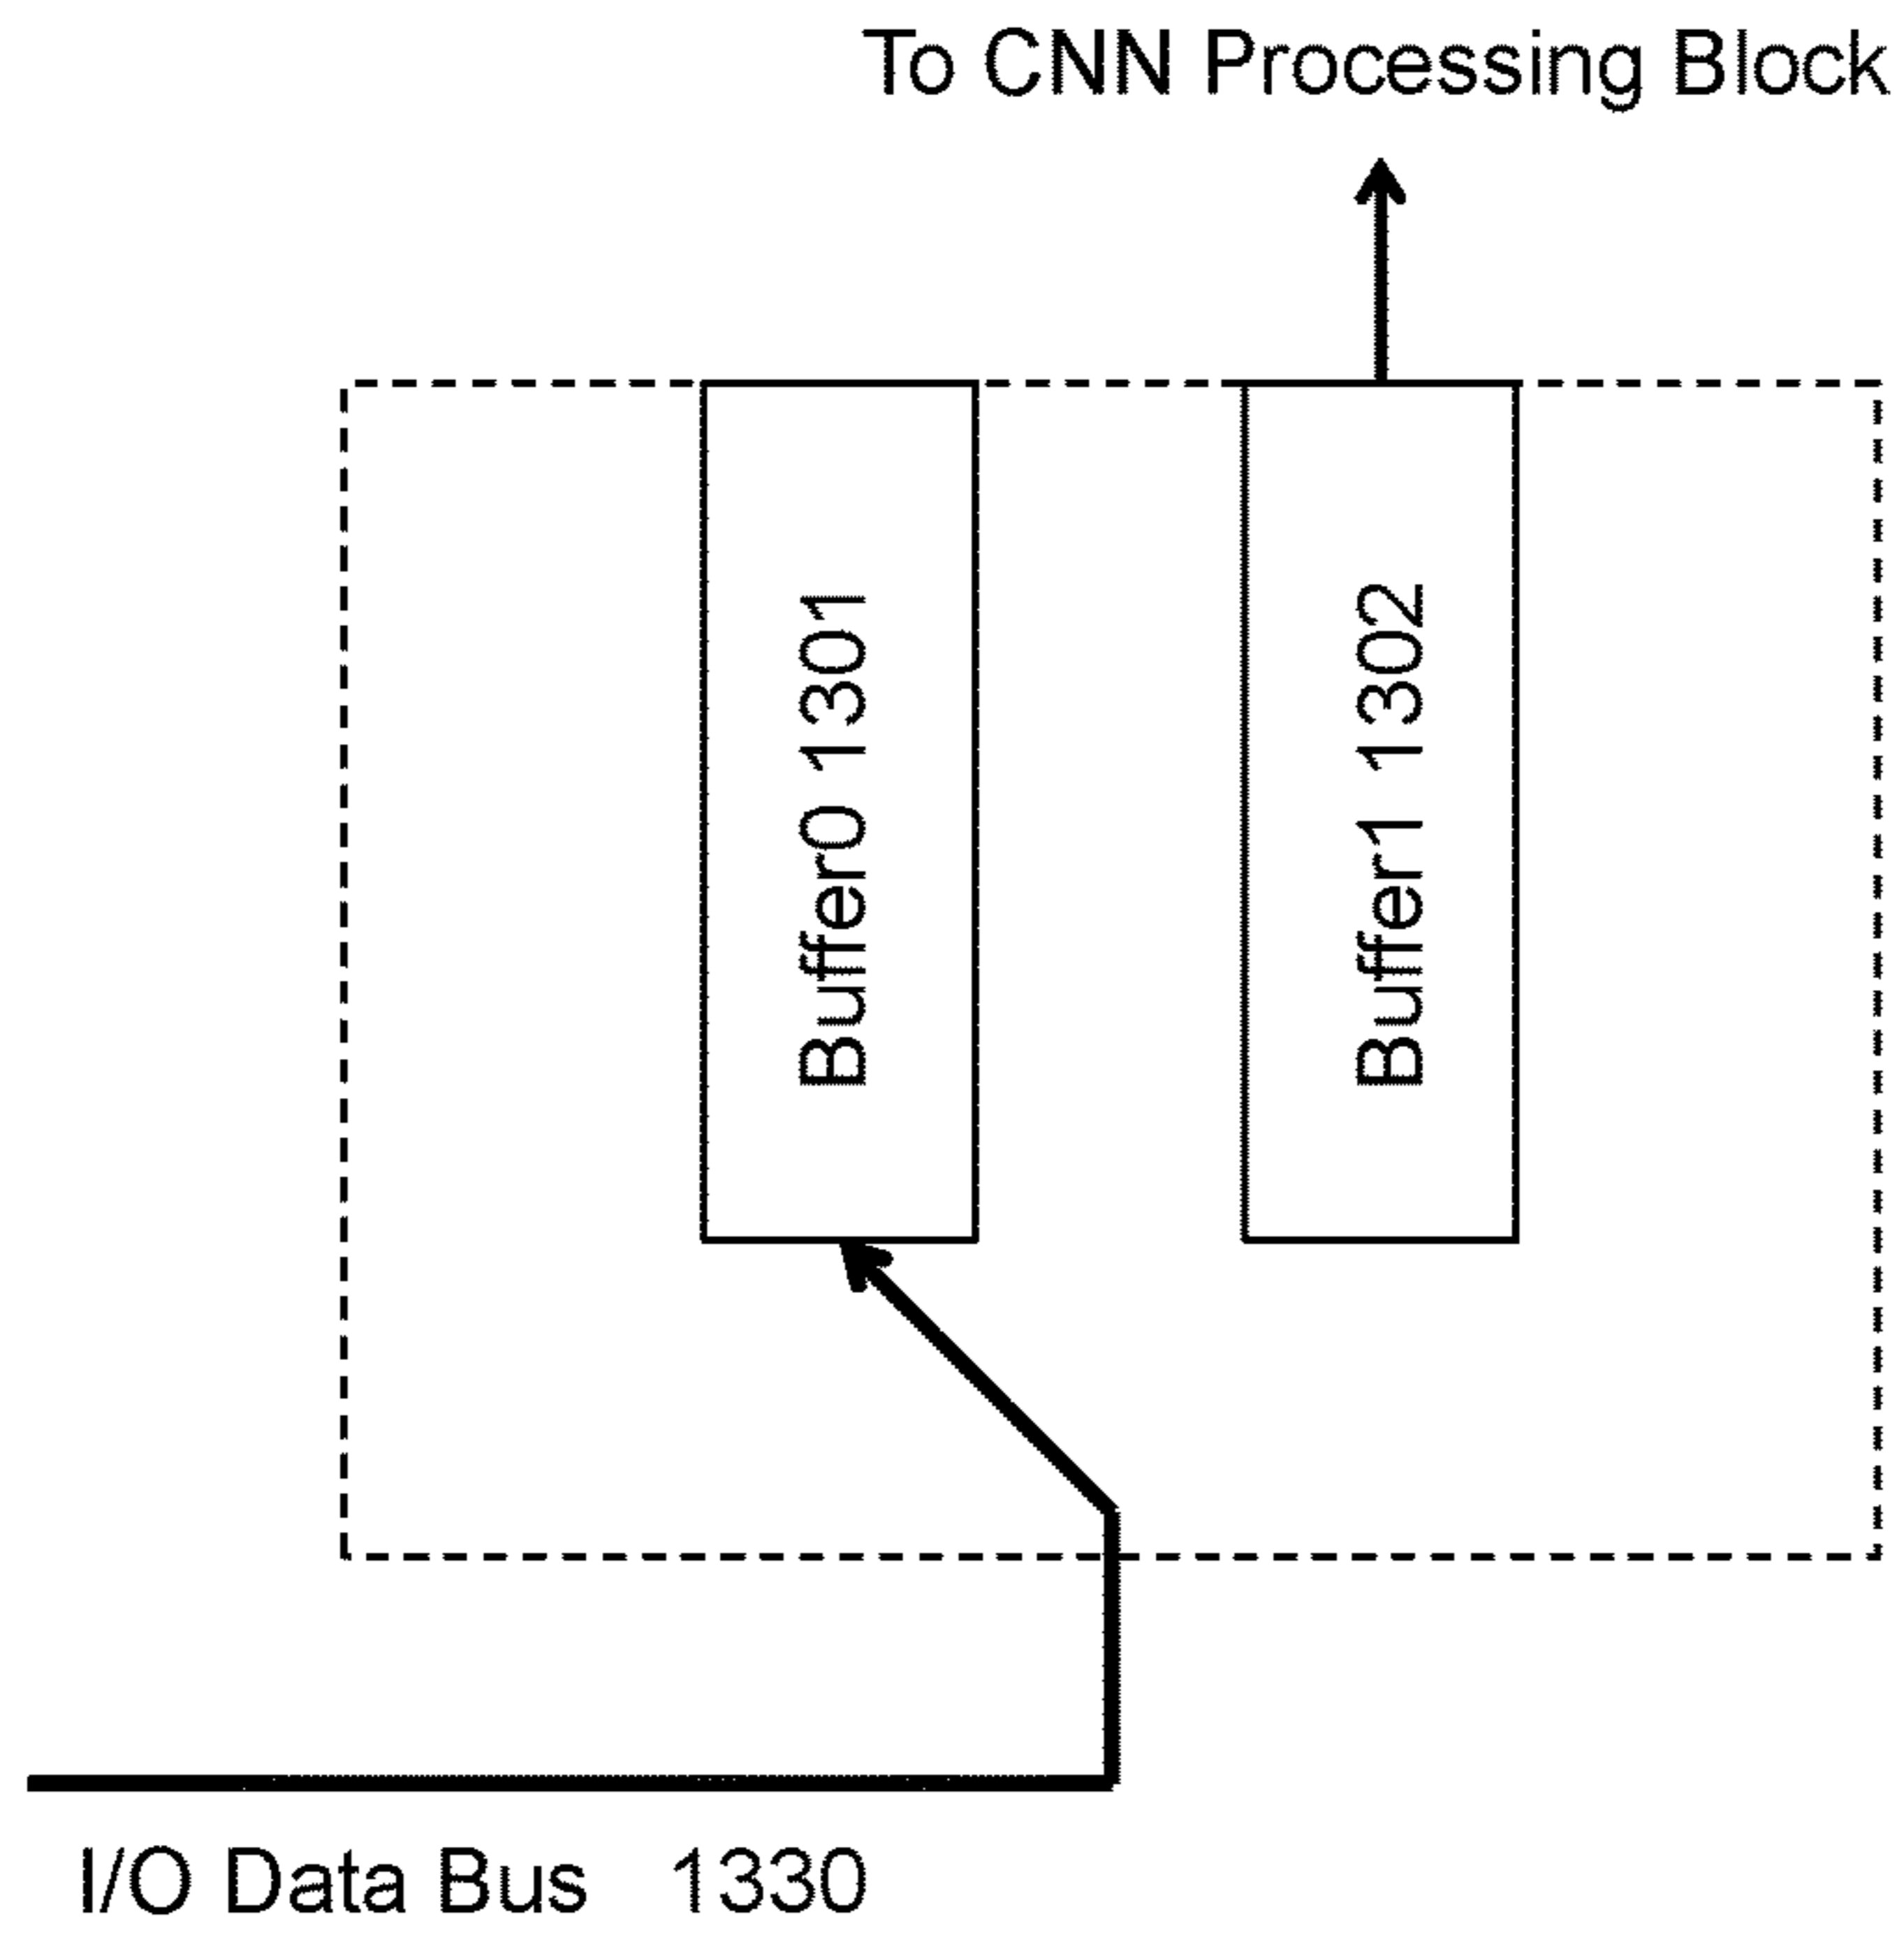 To CNN Processing Block
Buffer0 1301
Buffer1 1302
I/O Data Bus 1330